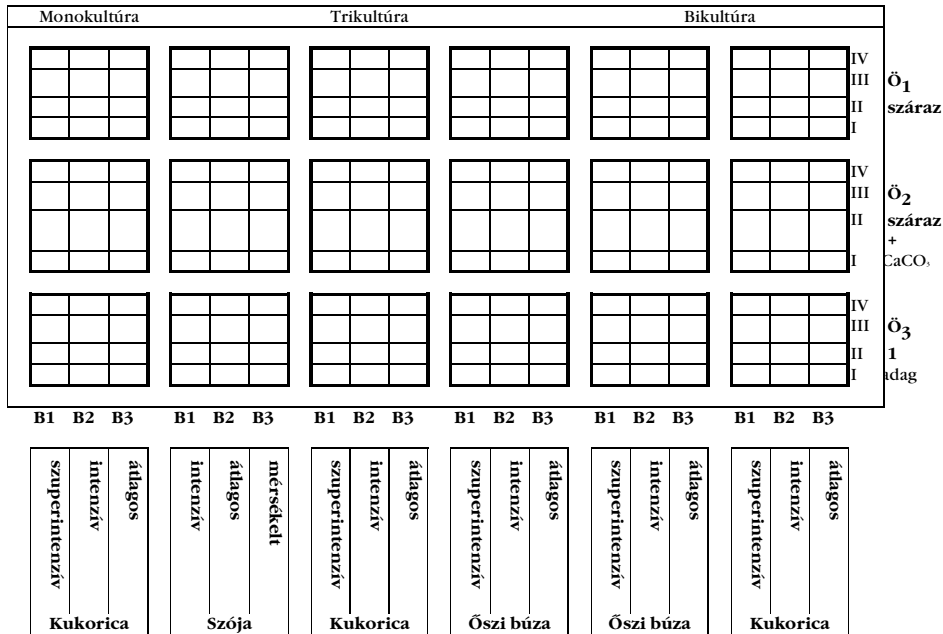 Monokultúra Trikultúra Bikultúra
IV
III Ö1
II száraz
I
IV
III Ö2
II száraz
+
I CaCO3
IV
III Ö3
II 1
I adag
B1 B2 B3 B1 B2 B3 B1 B2 B3 B1 B2 B3 B1 B2 B3 B1 B2 B3
szuperintenzív intenzív átlagos intenzív átlagos mérsékelt szuperintenzív intenzív átlagos szuperintenzív intenzív átlagos szuperintenzív intenzív átlagos szuperintenzív intenzív átlagos
Kukorica Szója Kukorica Őszi búza Őszi búza Kukorica